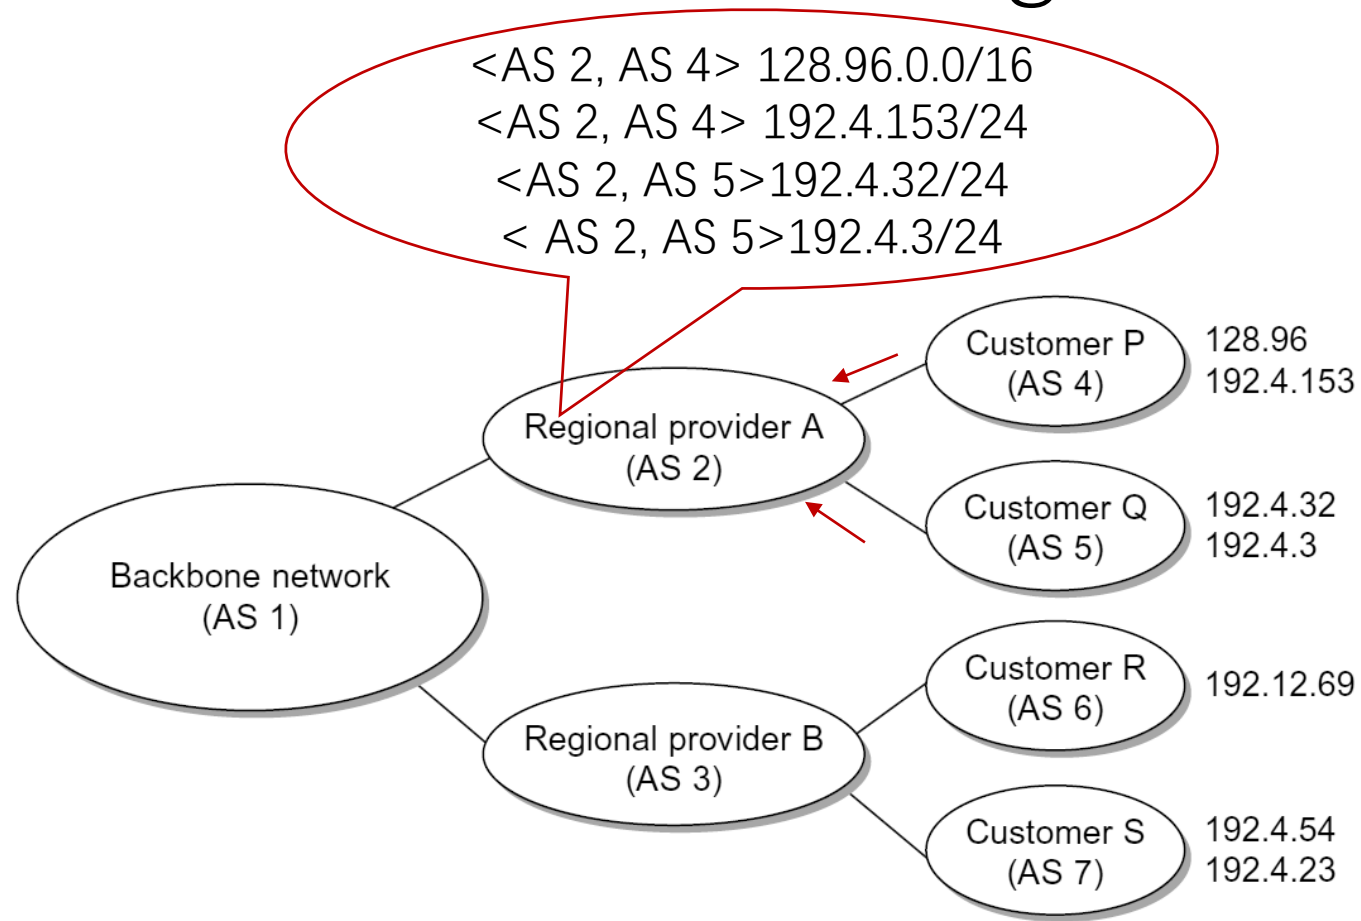 <AS 2, AS 4> 128.96.0.0/16
<AS 2, AS 4> 192.4.153/24
<AS 2, AS 5>192.4.32/24
< AS 2, AS 5>192.4.3/24
Customer P
(AS 4)
128.96
192.4.153
Regional provider A
(AS 2)
Customer Q
(AS 5)
192.4.32
192.4.3
Backbone network
(AS 1)
Customer R
(AS 6)
192.12.69
Regional provider B
(AS 3)
Customer S
(AS 7)
192.4.54
192.4.23